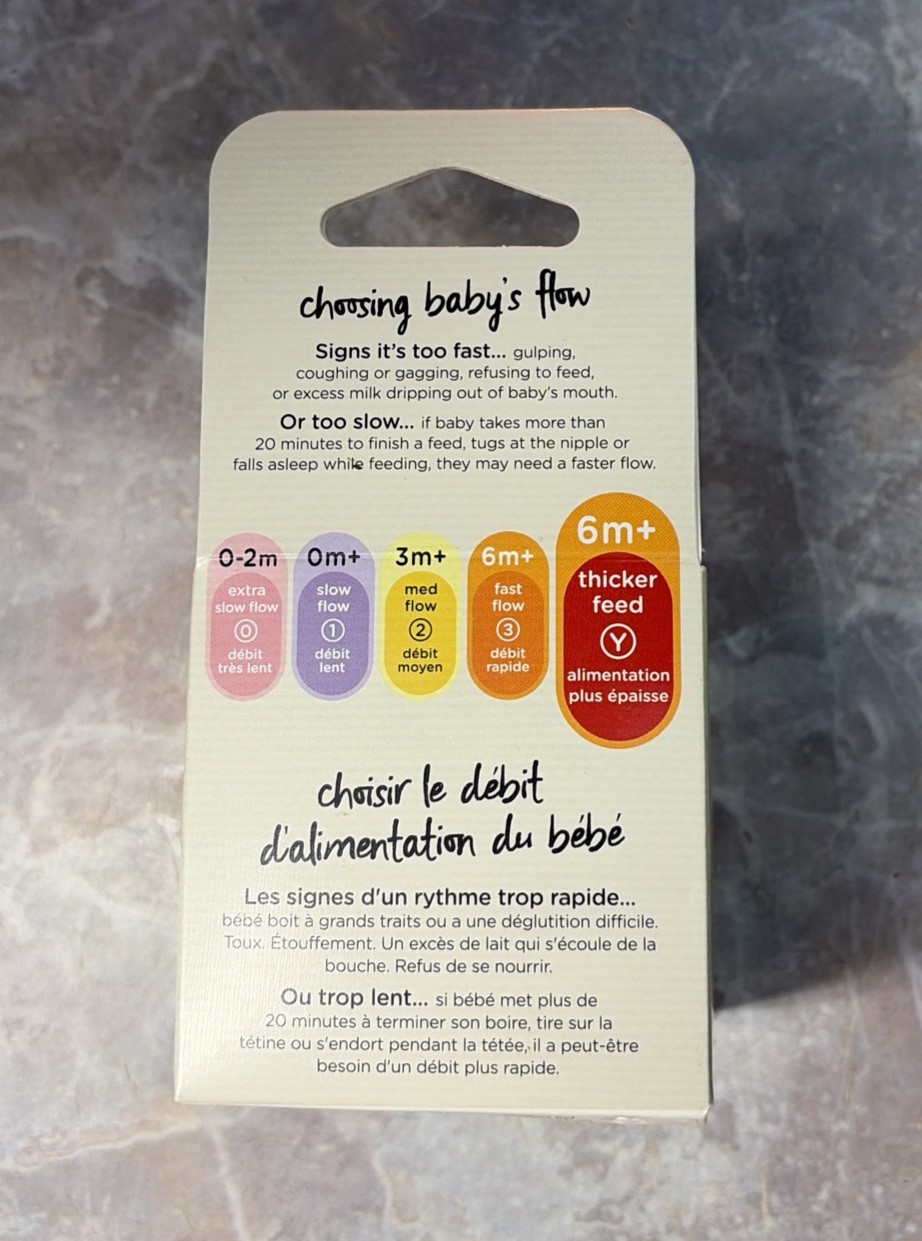 choosing baby's flow
Signs it's too fast... gulping,
coughing or gagging, refusing to feed,
or excess milk dripping out of baby's mouth.
Or too slow... if baby takes more than
20 minutes to finish a feed, tugs at the nipple or
falls asleep while feeding, they may need a faster flow.
0-2m
extra
slow flow
0
débit
très lent
0m+
slow
flow
1
débit
lent
3m+
med
flow
2
débit
moyen
6m+
fast
flow
3
débit
rapide
6m+
thicker
feed
Y
alimentation
plus épaisse
choisir le débit
d'alimentation du bébé
Les signes d'un rythme trop rapide...
bébé boit à grands traits ou a une déglutition difficile.
Toux. Étouffement. Un excès de lait qui s'écoule de la
bouche. Refus de se nourrir.
Ou trop lent... si bébé met plus de
20 minutes à terminer son boire, tire sur la
tétine ou s'endort pendant la tétée, il a peut-être
besoin d'un débit plus rapide.